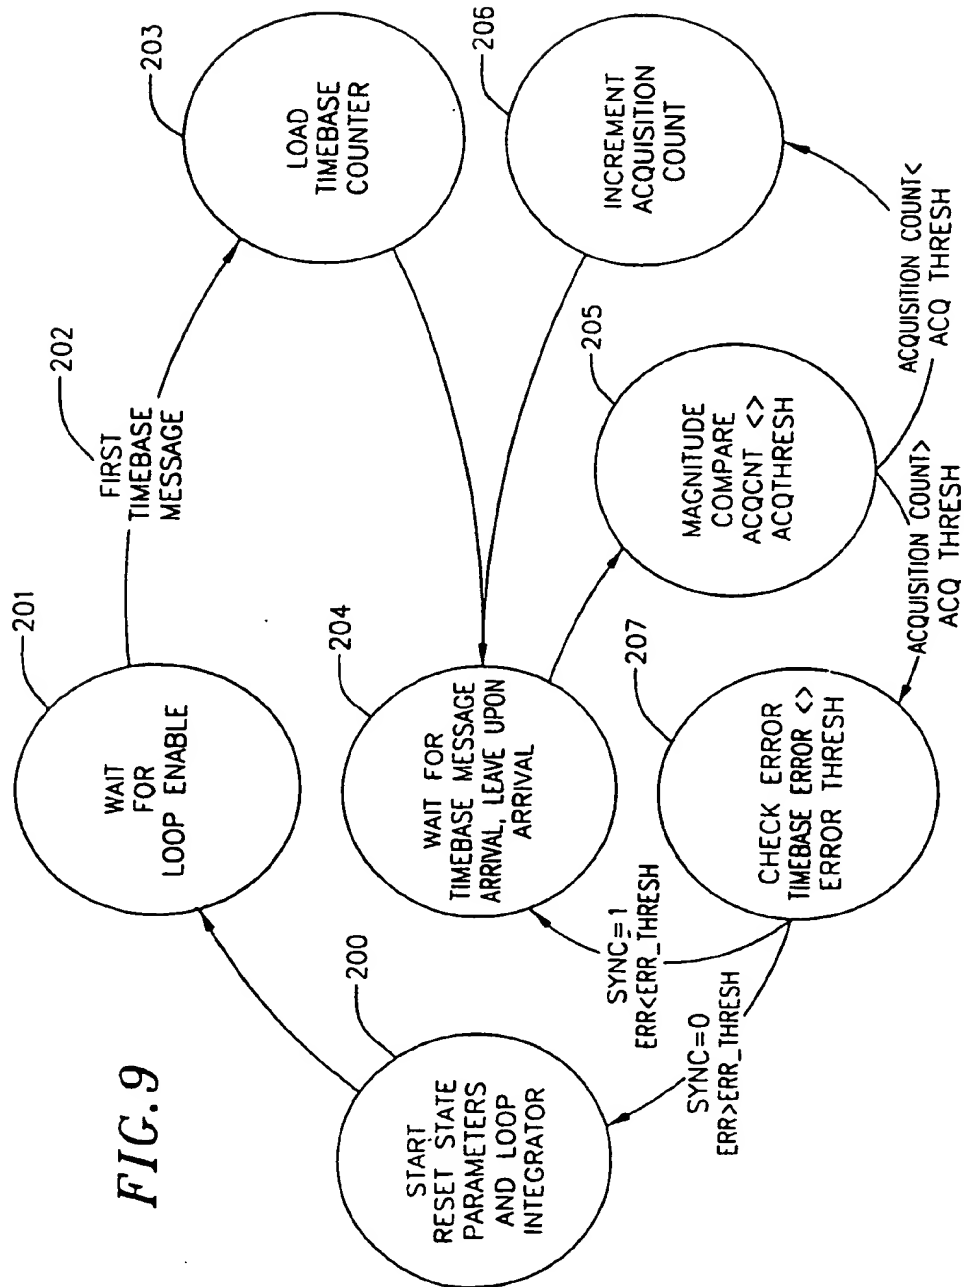 FIG. 9
200
START
RESET STATE
PARAMETERS
AND LOOP
INTEGRATOR
201
WAIT
FOR
LOOP ENABLE
202
FIRST
TIMEBASE
MESSAGE
203
LOAD
TIMEBASE
COUNTER
204
WAIT FOR
TIMEBASE MESSAGE
ARRIVAL, LEAVE UPON
ARRIVAL
205
MAGNITUDE
COMPARE
ACQCNT <>
ACQTHRESH
206
INCREMENT
ACQUISITION
COUNT
ACQUISITION COUNT<
ACQ THRESH
ACQUISITION COUNT>
ACQ THRESH
207
CHECK ERROR
TIMEBASE ERROR <>
ERROR THRESH
SYNC=1
ERR<ERR_THRESH
SYNC=0
ERR>ERR_THRESH